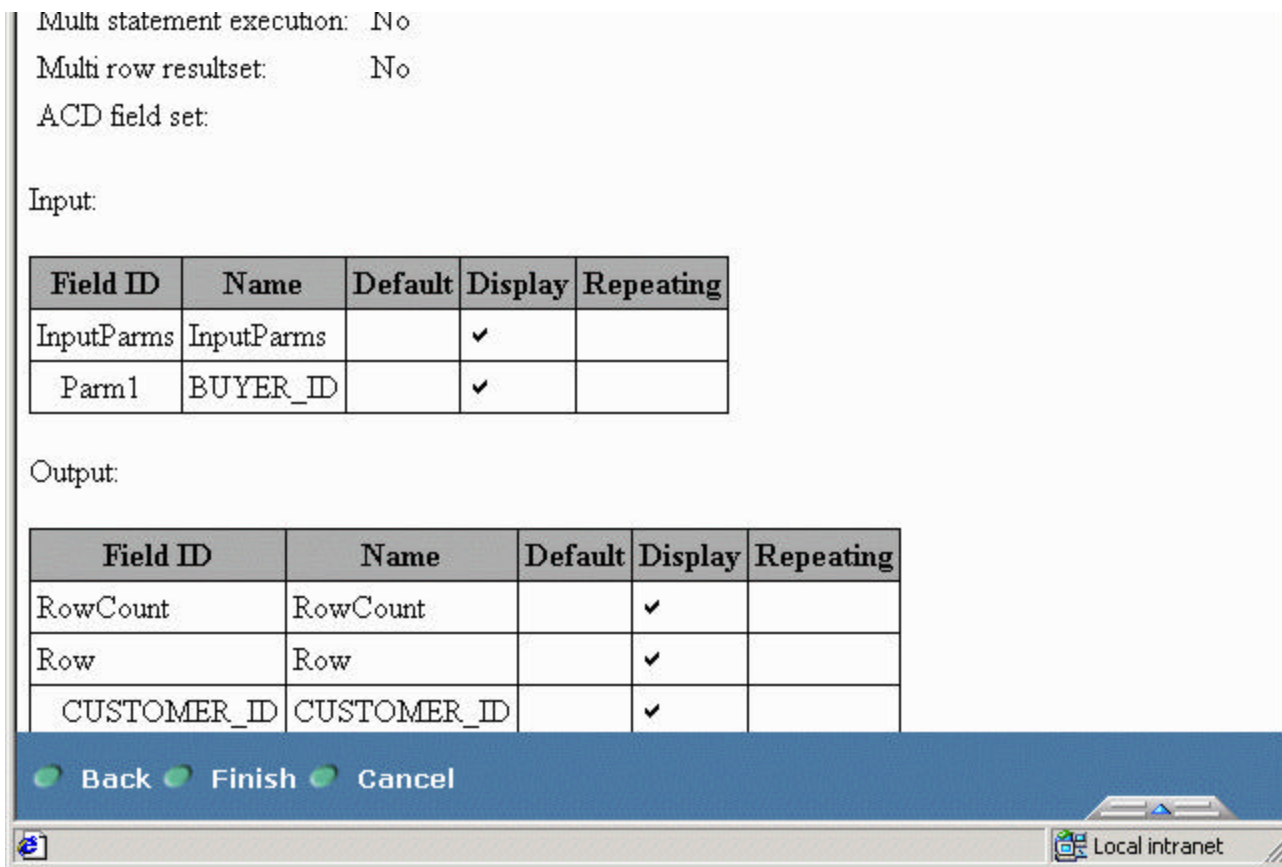 Multi statement execution: No
Multi row resultset: No
ACD field set:
Input:
Field ID Name Default Display Repeating
InputParms InputParms ✔
Parm1 BUYER_ID ✔
Output:
Field ID Name Default Display Repeating
RowCount RowCount ✔
Row Row ✔
CUSTOMER_ID CUSTOMER_ID ✔
Back Finish Cancel
Local intranet